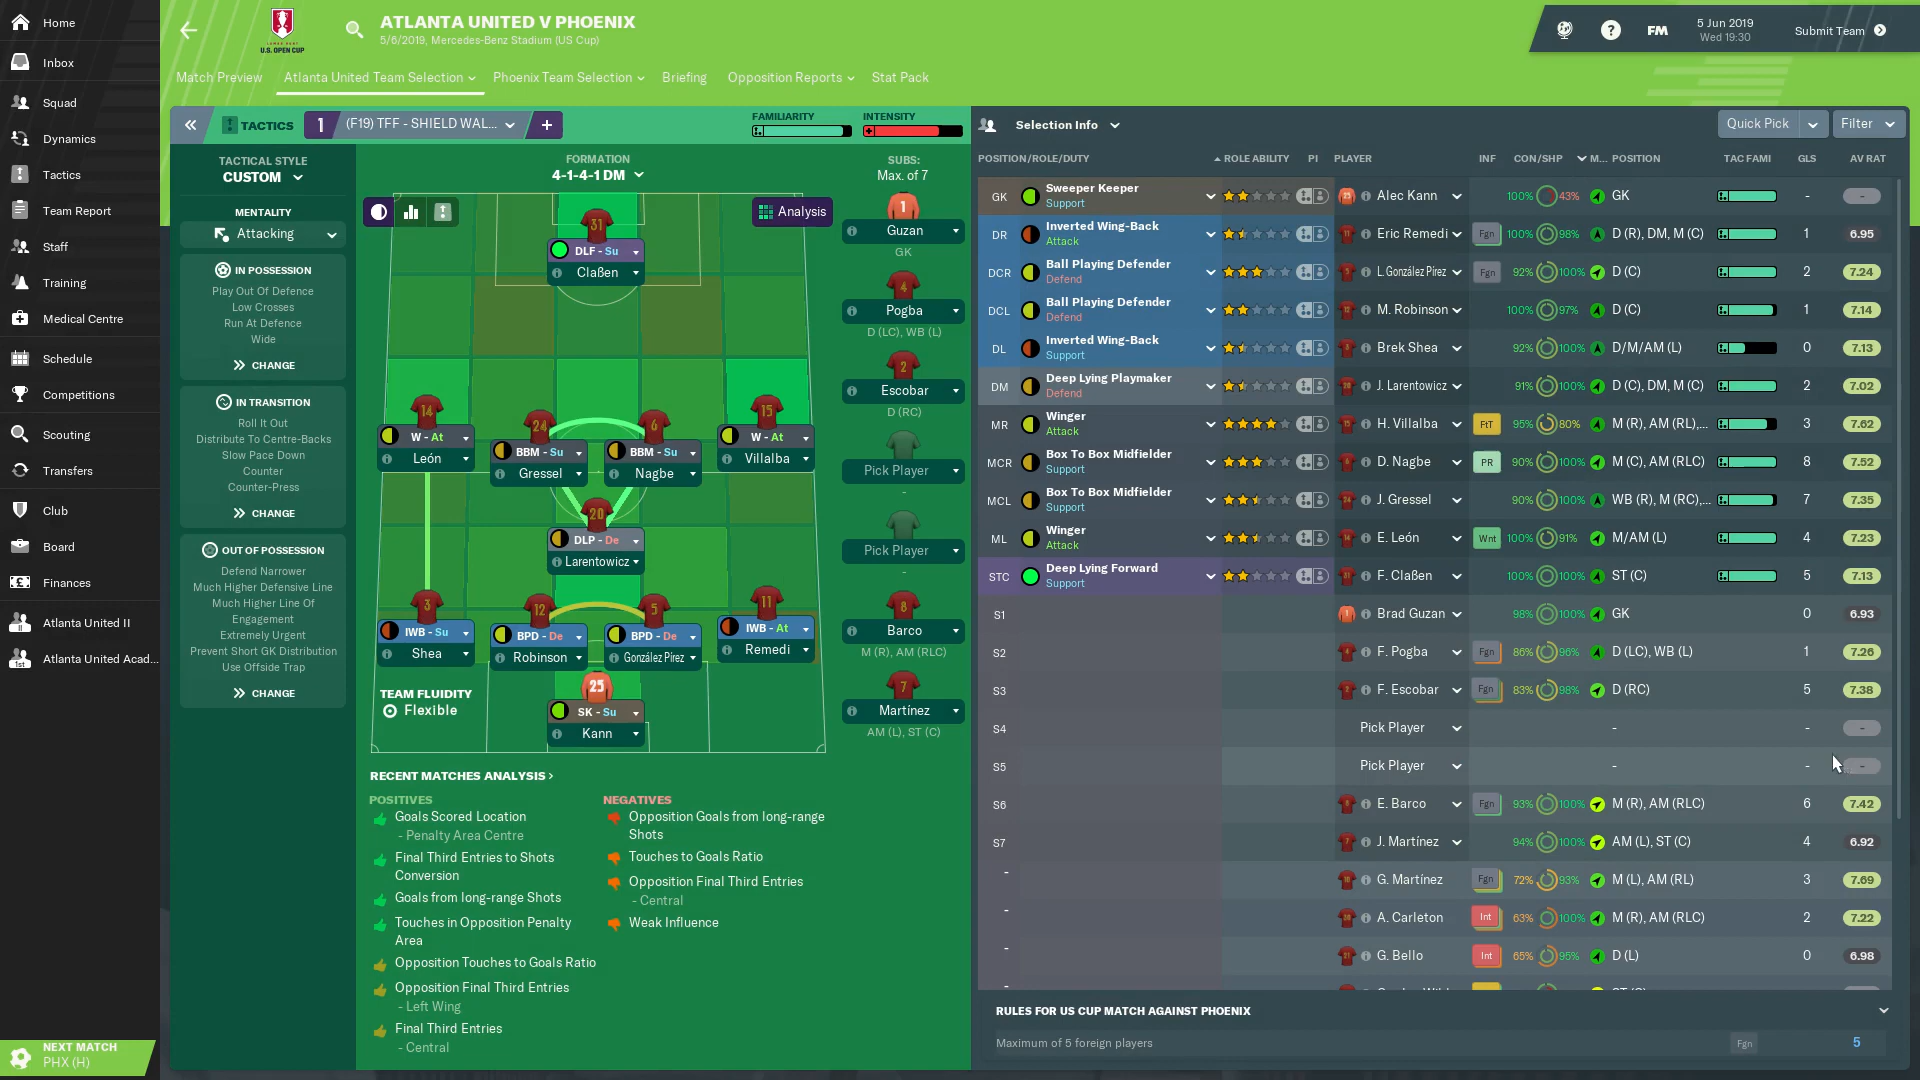 Home
Inbox
Squad
Dynamics
Tactics
Team Report
Staff
Training
Medical Centre
Schedule
Competitions
Scouting
Transfers
Club
Board
Finances
Atlanta United II
Atlanta United Acad...
NEXT MATCH
PHX (H)
U.S. OPEN CUP
ATLANTA UNITED V PHOENIX
5/6/2019, Mercedes-Benz Stadium (US Cup)
FM
5 Jun 2019
Wed 19:30
Submit Team
Match Preview
Atlanta United Team Selection
Phoenix Team Selection
Briefing
Opposition Reports
Stat Pack
TACTICS
1
(F19) TFF - SHIELD WAL...
FAMILIARITY
INTENSITY
TACTICAL STYLE
CUSTOM
MENTALITY
Attacking
IN POSSESSION
Play Out Of Defence
Low Crosses
Run At Defence
Wide
CHANGE
IN TRANSITION
Roll It Out
Distribute To Centre-Backs
Slow Pace Down
Counter
Counter-Press
CHANGE
OUT OF POSSESSION
Defend Narrower
Much Higher Defensive Line
Much Higher Line Of
Engagement
Extremely Urgent
Prevent Short GK Distribution
Use Offside Trap
CHANGE
FORMATION
4-1-4-1 DM
Analysis
31
DLF - Su
Claßen
14
W - At
León
24
BBM - Su
Gressel
6
BBM - Su
Nagbe
15
W - At
Villalba
20
DLP - De
Larentowicz
3
IWB - Su
Shea
12
BPD - De
Robinson
5
BPD - De
González Pírez
11
IWB - At
Remedi
25
SK - Su
Kann
TEAM FLUIDITY
Flexible
SUBS:
Max. of 7
1
Guzan
GK
4
Pogba
D (LC), WB (L)
2
Escobar
D (RC)
Pick Player
-
Pick Player
-
8
Barco
M (R), AM (RLC)
7
Martínez
AM (L), ST (C)
RECENT MATCHES ANALYSIS >
POSITIVES
Goals Scored Location
- Penalty Area Centre
Final Third Entries to Shots
Conversion
Goals from long-range Shots
Touches in Opposition Penalty
Area
Opposition Touches to Goals Ratio
Opposition Final Third Entries
- Left Wing
Final Third Entries
- Central
NEGATIVES
Opposition Goals from long-range
Shots
Touches to Goals Ratio
Opposition Final Third Entries
- Central
Weak Influence
Selection Info
Quick Pick
Filter
POSITION/ROLE/DUTY ROLE ABILITY PI PLAYER INF CON/SHP M... POSITION TAC FAMI GLS AV RAT
GK Sweeper Keeper Support Alec Kann 100% 43% GK - -
DR Inverted Wing-Back Attack Eric Remedi Fgn 100% 98% D (R), DM, M (C) 1 6.95
DCR Ball Playing Defender Defend L González Pírez Fgn 92% 100% D (C) 2 7.24
DCL Ball Playing Defender Defend M. Robinson 100% 97% D (C) 1 7.14
DL Inverted Wing-Back Support Brek Shea 92% 100% D/M/AM (L) 0 7.13
DM Deep Lying Playmaker Defend J. Larentowicz 91% 100% D (C), DM, M (C) 2 7.02
MR Winger Attack H. Villalba FtT 95% 80% M (R), AM (RL),... 3 7.62
MCR Box To Box Midfielder Support D. Nagbe PR 90% 100% M (C), AM (RLC) 8 7.52
MCL Box To Box Midfielder Support J. Gressel 90% 100% WB (R), M (RC),... 7 7.35
ML Winger Attack E. León Wnt 100% 91% M/AM (L) 4 7.23
STC Deep Lying Forward Support F. Claßen 100% 100% ST (C) 5 7.13
S1 Brad Guzan 98% 100% GK 0 6.93
S2 F. Pogba Fgn 86% 96% D (LC), WB (L) 1 7.26
S3 F. Escobar Fgn 83% 98% D (RC) 5 7.38
S4 Pick Player - - -
S5 Pick Player - - -
S6 E. Barco Fgn 93% 100% M (R), AM (RLC) 6 7.42
S7 J. Martínez 94% 100% AM (L), ST (C) 4 6.92
- G. Martínez Fgn 72% 93% M (L), AM (RL) 3 7.69
- A. Carleton Int 63% 100% M (R), AM (RLC) 2 7.22
- G. Bello Int 65% 95% D (L) 0 6.98
RULES FOR US CUP MATCH AGAINST PHOENIX
Maximum of 5 foreign players Fgn 5